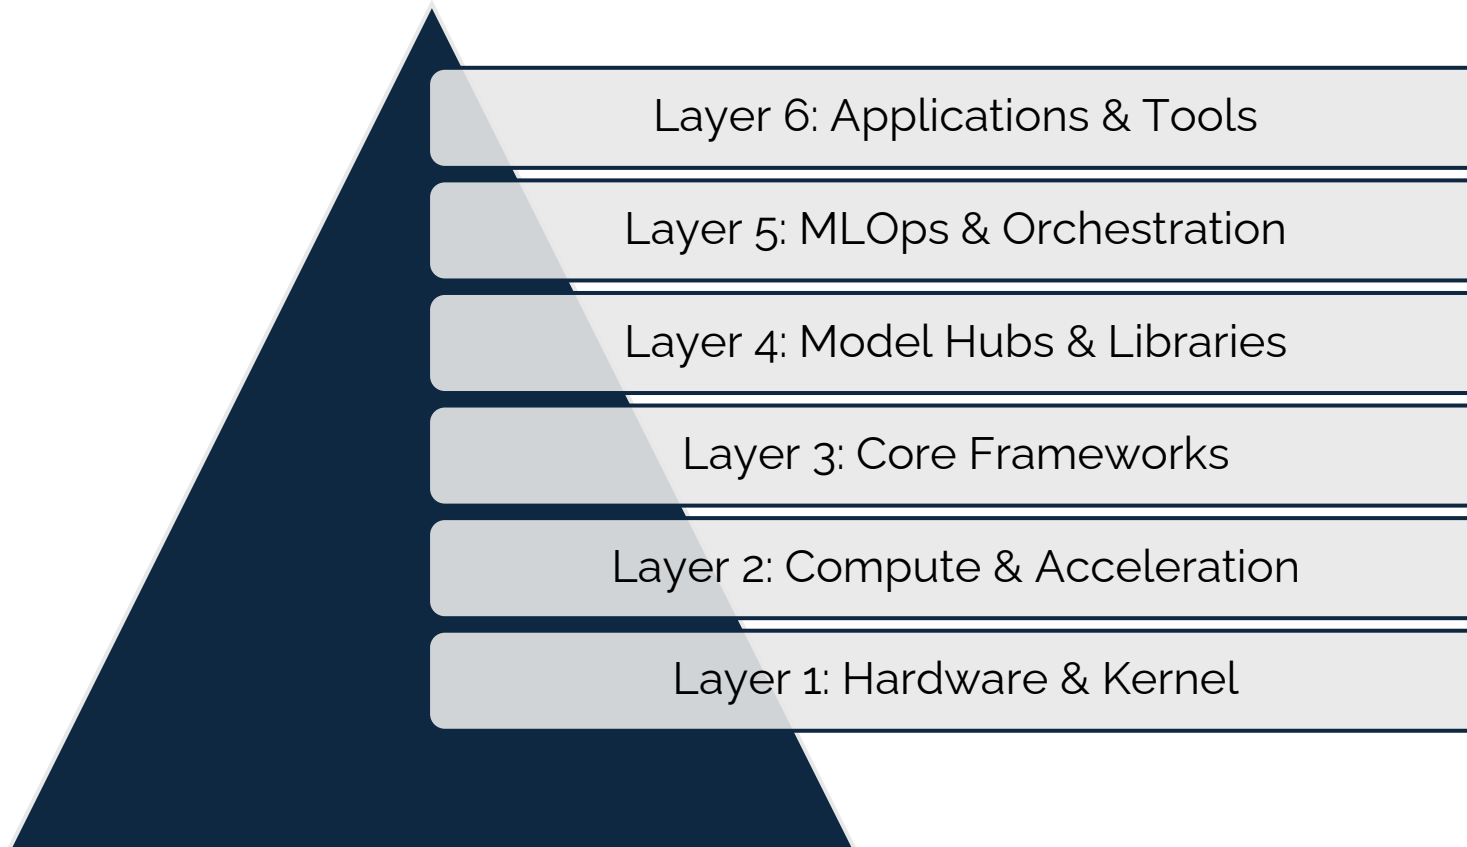 Layer 6: Applications & Tools
Layer 5: MLOps & Orchestration
Layer 4: Model Hubs & Libraries
Layer 3: Core Frameworks
Layer 2: Compute & Acceleration
Layer 1: Hardware & Kernel